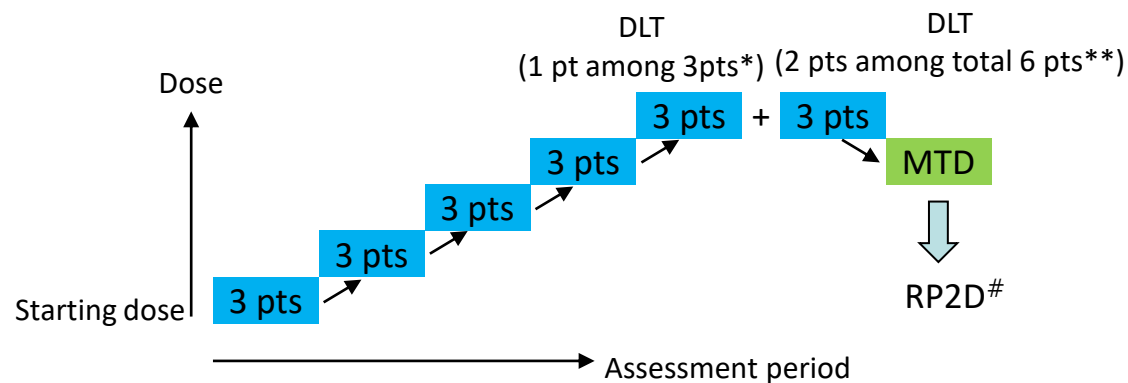 DLT
(1 pt among 3pts*)
DLT
(2 pts among total 6 pts**)
Dose
3 pts + 3 pts
3 pts
MTD
3 pts
3 pts
RP2D#
Starting dose
3 pts
Assessment period